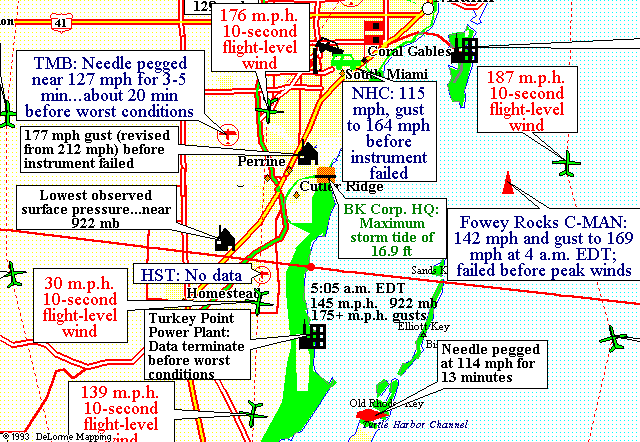 128
41
176 m.p.h.
10-second
flight-level
wind
Coral Gables
TMB: Needle pegged
near 127 mph for 3-5
min...about 20 min
before worst conditions
South Miami
187 m.p.h.
10-second
flight-level
wind
NHC: 115
mph, gust
to 164 mph
before
instrument
failed
177 mph gust (revised
from 212 mph) before
instrument failed
Perrine
Cutler Ridge
Lowest observed
surface pressure...near
922 mb
BK Corp. HQ:
Maximum
storm tide of
16.9 ft
Fowey Rocks C-MAN:
142 mph and gust to 169
mph at 4 a.m. EDT;
failed before peak winds
HST: No data
Sands K
30 m.p.h.
10-second
flight-level
wind
Homestead
5:05 a.m. EDT
145 m.p.h. 922 mb
175+ m.p.h. gusts
Turkey Point
Power Plant:
Data terminate
before worst
conditions
Elliott Key
Needle pegged
at 114 mph for
13 minutes
139 m.p.h.
10-second
flight-level
wind
Old Rhodes Key
Turtle Harbor Channel
© 1993 DeLorme Mapping